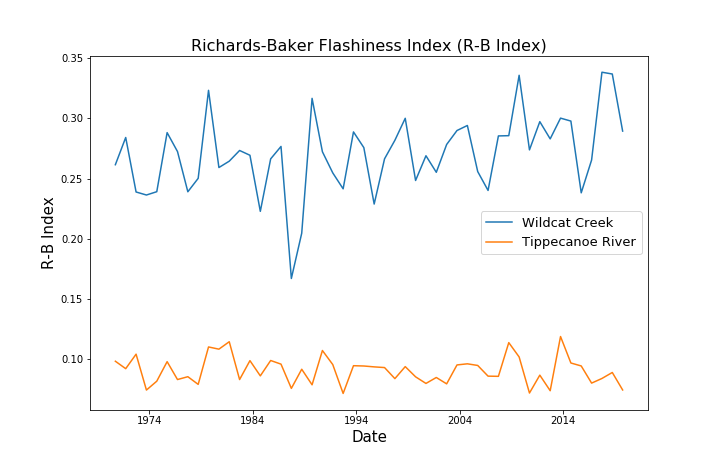 Richards-Baker Flashiness Index (R-B Index)
0.35
0.30
0.25
0.20
0.15
0.10
R-B Index
Wildcat Creek
Tippecanoe River
1974 1984 1994 2004 2014
Date